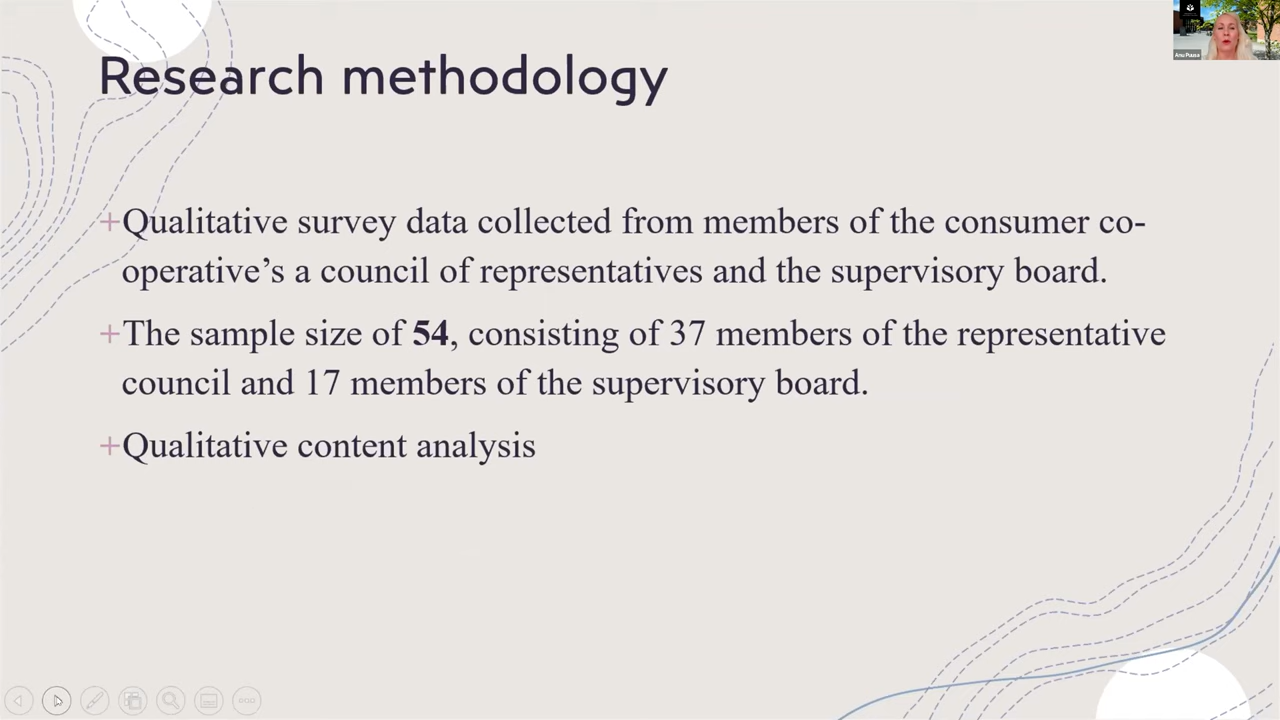 Research methodology
Anu Puusa
+Qualitative survey data collected from members of the consumer co-
operative's a council of representatives and the supervisory board.
+The sample size of 54, consisting of 37 members of the representative
council and 17 members of the supervisory board.
+Qualitative content analysis